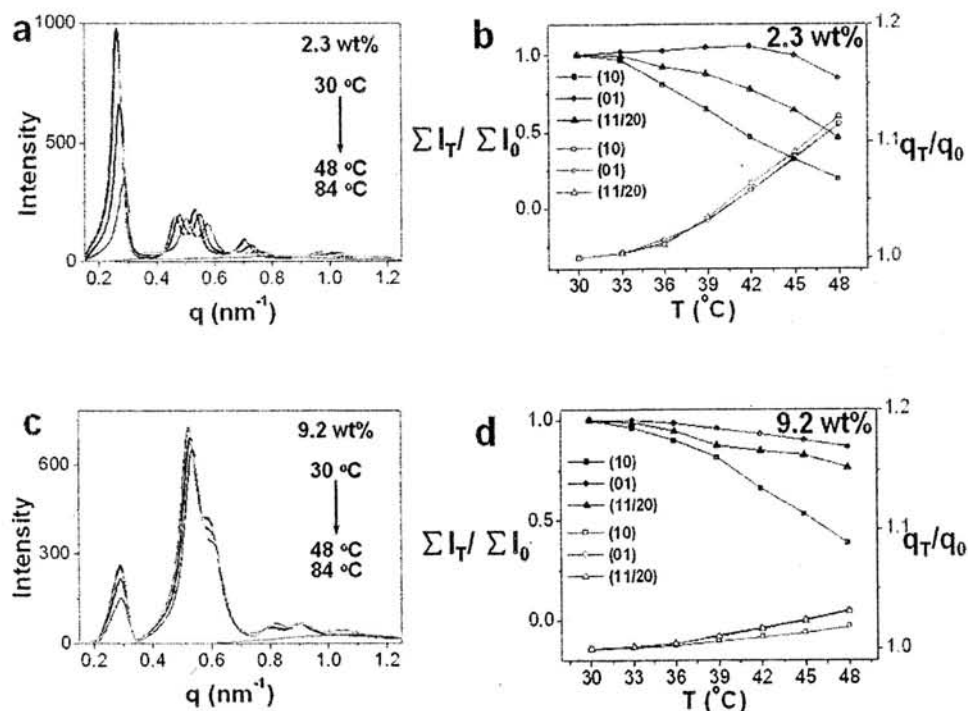 a
1000
500
0
Intensity
2.3 wt%
30 °C
48 °C
84 °C
0.2 0.4 0.6 0.8 1.0 1.2
q (nm⁻¹)
b
2.3 wt%
1.0
0.5
0.0
Σ I_T / Σ I_0
(10)
(01)
(11/20)
(10)
(01)
(11/20)
1.2
1.1
1.0
q_T/q_0
30 33 36 39 42 45 48
T (°C)
c
600
300
0
Intensity
9.2 wt%
30 °C
48 °C
84 °C
0.2 0.4 0.6 0.8 1.0 1.2
q (nm⁻¹)
d
9.2 wt%
1.0
0.5
0.0
Σ I_T / Σ I_0
(10)
(01)
(11/20)
(10)
(01)
(11/20)
1.2
1.1
1.0
q_T/q_0
30 33 36 39 42 45 48
T (°C)